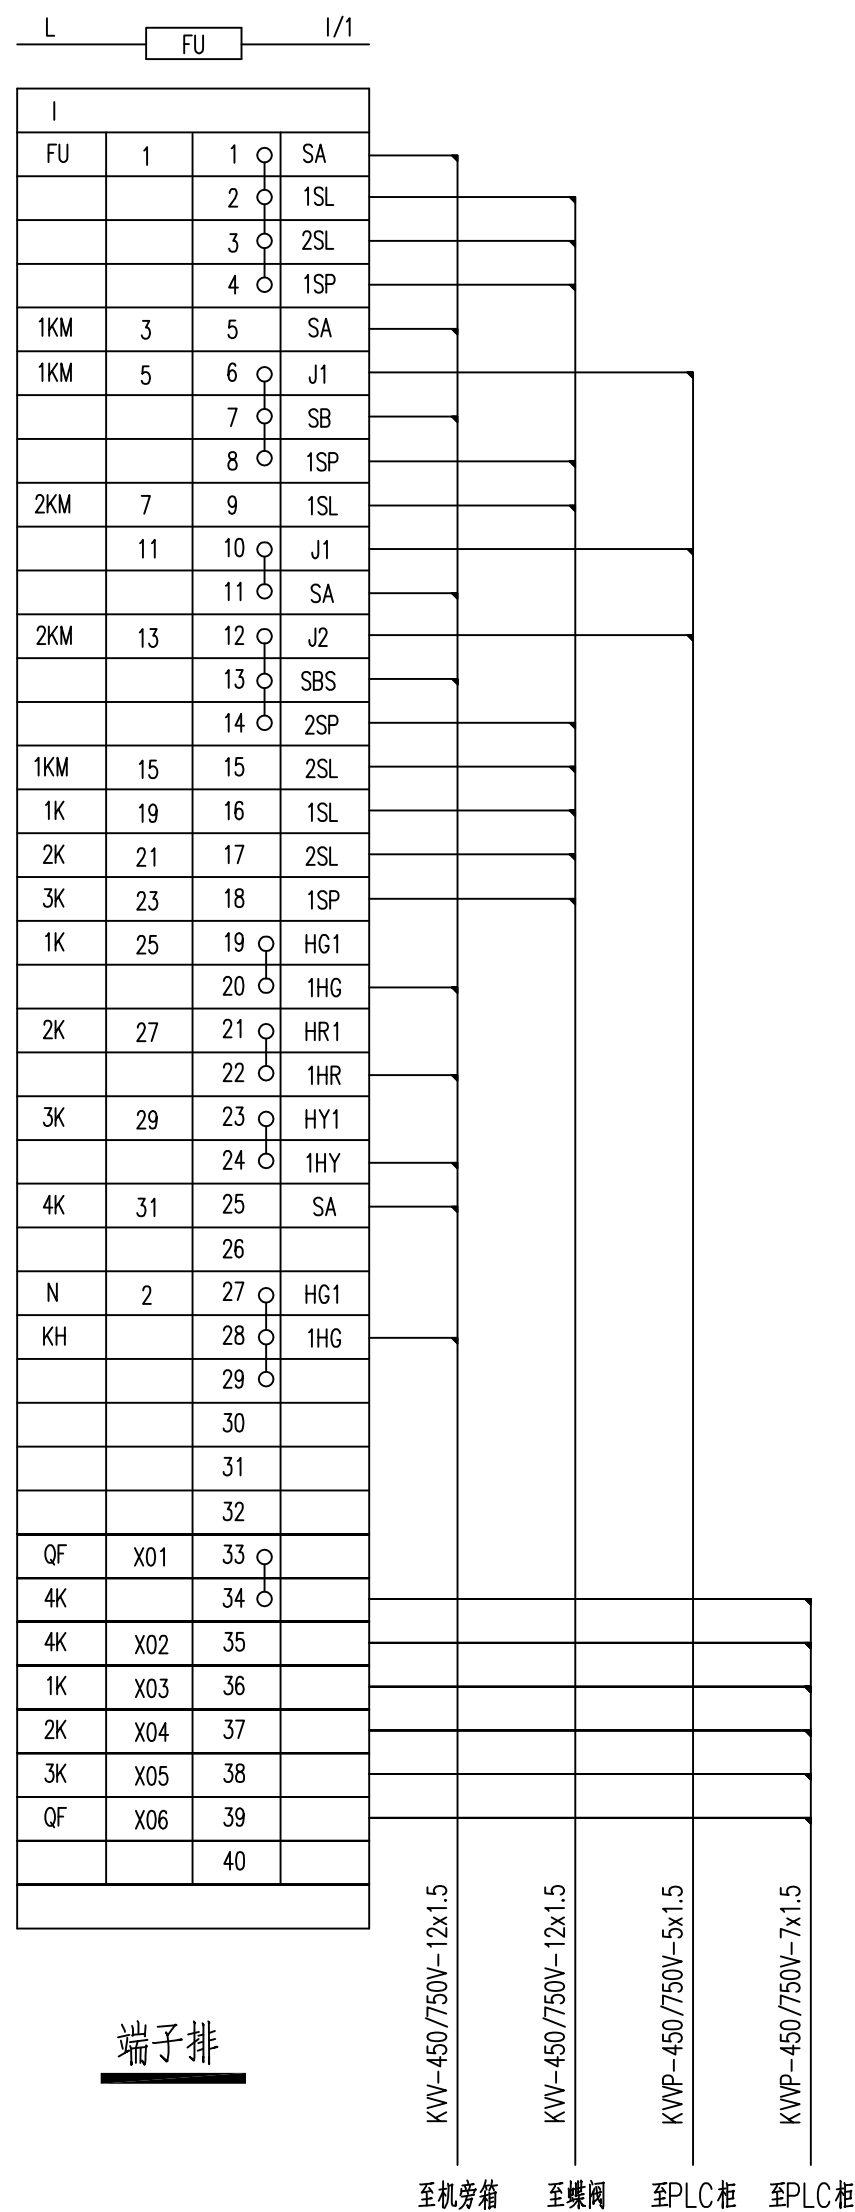 L I/1
FU
I
FU 1 1 SA
2 1SL
3 2SL
4 1SP
1KM 3 5 SA
1KM 5 6 J1
7 SB
8 1SP
2KM 7 9 1SL
11 10 J1
11 SA
2KM 13 12 J2
13 SBS
14 2SP
1KM 15 15 2SL
1K 19 16 1SL
2K 21 17 2SL
3K 23 18 1SP
1K 25 19 HG1
20 1HG
2K 27 21 HR1
22 1HR
3K 29 23 HY1
24 1HY
4K 31 25 SA
26
N 2 27 HG1
KH 28 1HG
29
30
31
32
QF X01 33
4K 34
4K X02 35
1K X03 36
2K X04 37
3K X05 38
QF X06 39
40
KVV-450/750V-12x1.5
KVV-450/750V-12x1.5
KVVP-450/750V-5x1.5
KVVP-450/750V-7x1.5
端子排
至机旁箱 至蝶阀 至PLC柜 至PLC柜